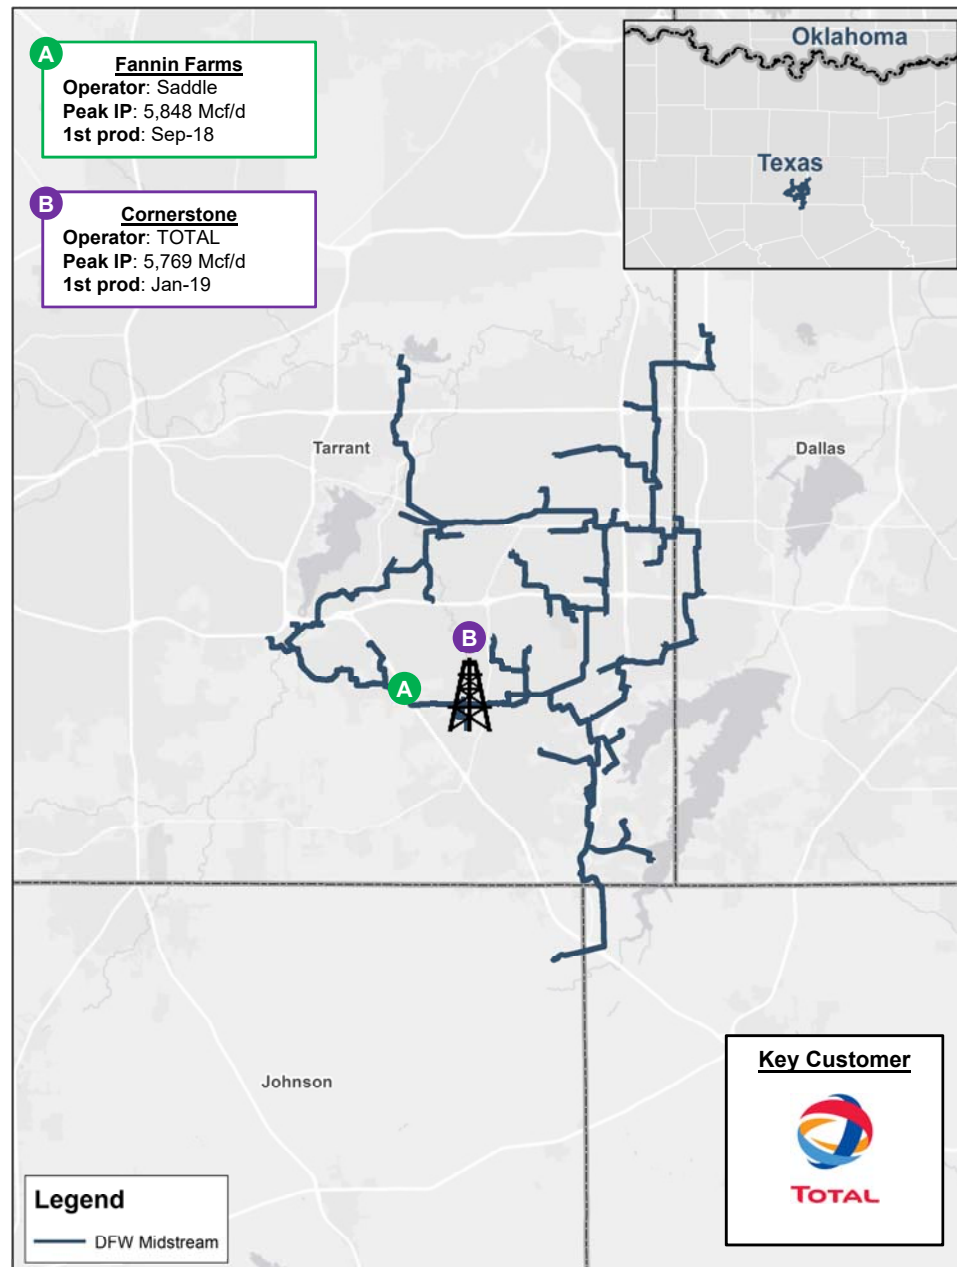 A
Fannin Farms
Operator: Saddle
Peak IP: 5,848 Mcf/d
1st prod: Sep-18
B
Cornerstone
Operator: TOTAL
Peak IP: 5,769 Mcf/d
1st prod: Jan-19
Oklahoma
Texas
Tarrant
Dallas
B
A
Johnson
Key Customer
TOTAL
Legend
DFW Midstream